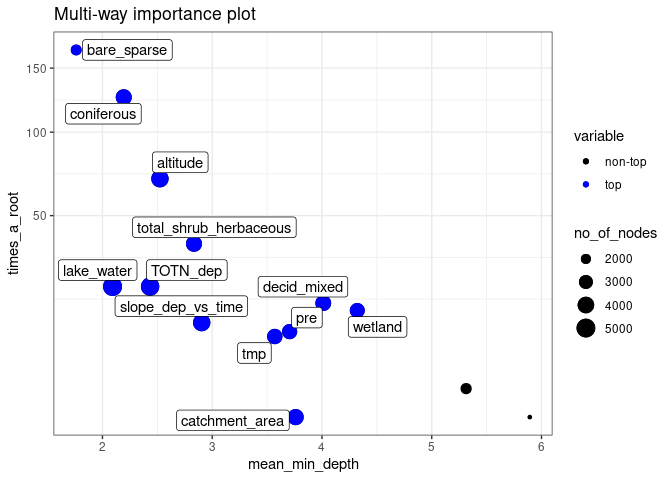 Multi-way importance plot
bare_sparse
150
coniferous
variable
100
non-top
altitude
top
times_a_root
50
total_shrub_herbaceous
no_of_nodes
2000
lake_water
TOTN_dep
3000
decid_mixed
slope_dep_vs_time
4000
pre
wetland
5000
tmp
catchment_area
2
3
4
5
6
mean_min_depth